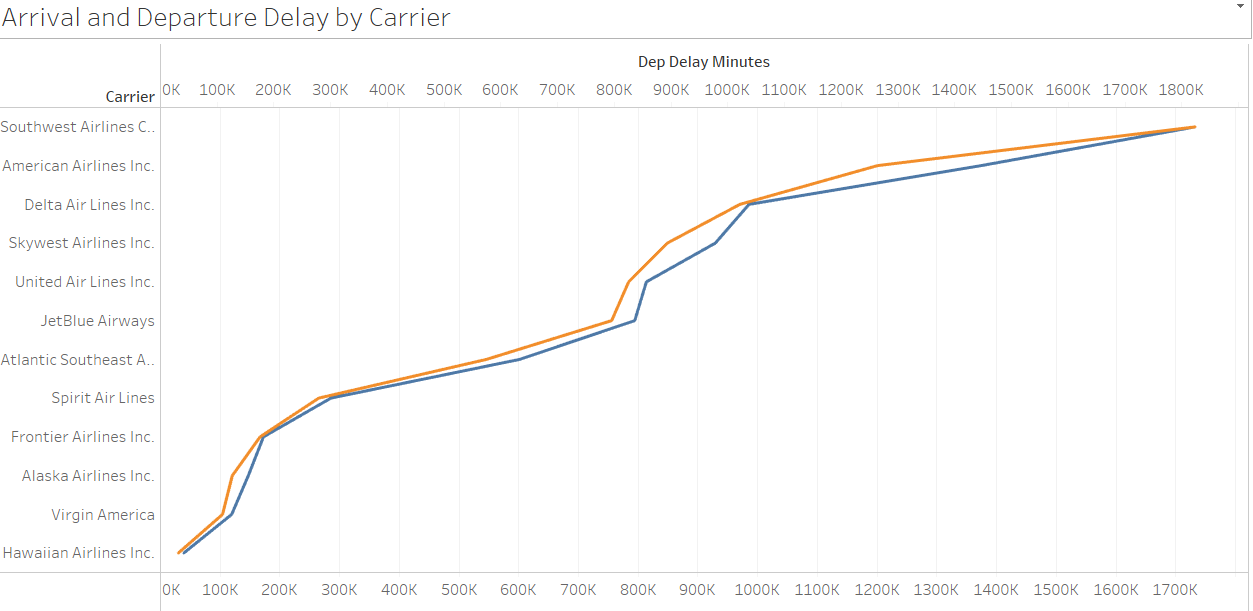 Arrival and Departure Delay by Carrier
Dep Delay Minutes
Carrier 0K 100K 200K 300K 400K 500K 600K 700K 800K 900K 1000K 1100K 1200K 1300K 1400K 1500K 1600K 1700K 1800K
Southwest Airlines C..
American Airlines Inc.
Delta Air Lines Inc.
Skywest Airlines Inc.
United Air Lines Inc.
JetBlue Airways
Atlantic Southeast A..
Spirit Air Lines
Frontier Airlines Inc.
Alaska Airlines Inc.
Virgin America
Hawaiian Airlines Inc.
0K 100K 200K 300K 400K 500K 600K 700K 800K 900K 1000K 1100K 1200K 1300K 1400K 1500K 1600K 1700K